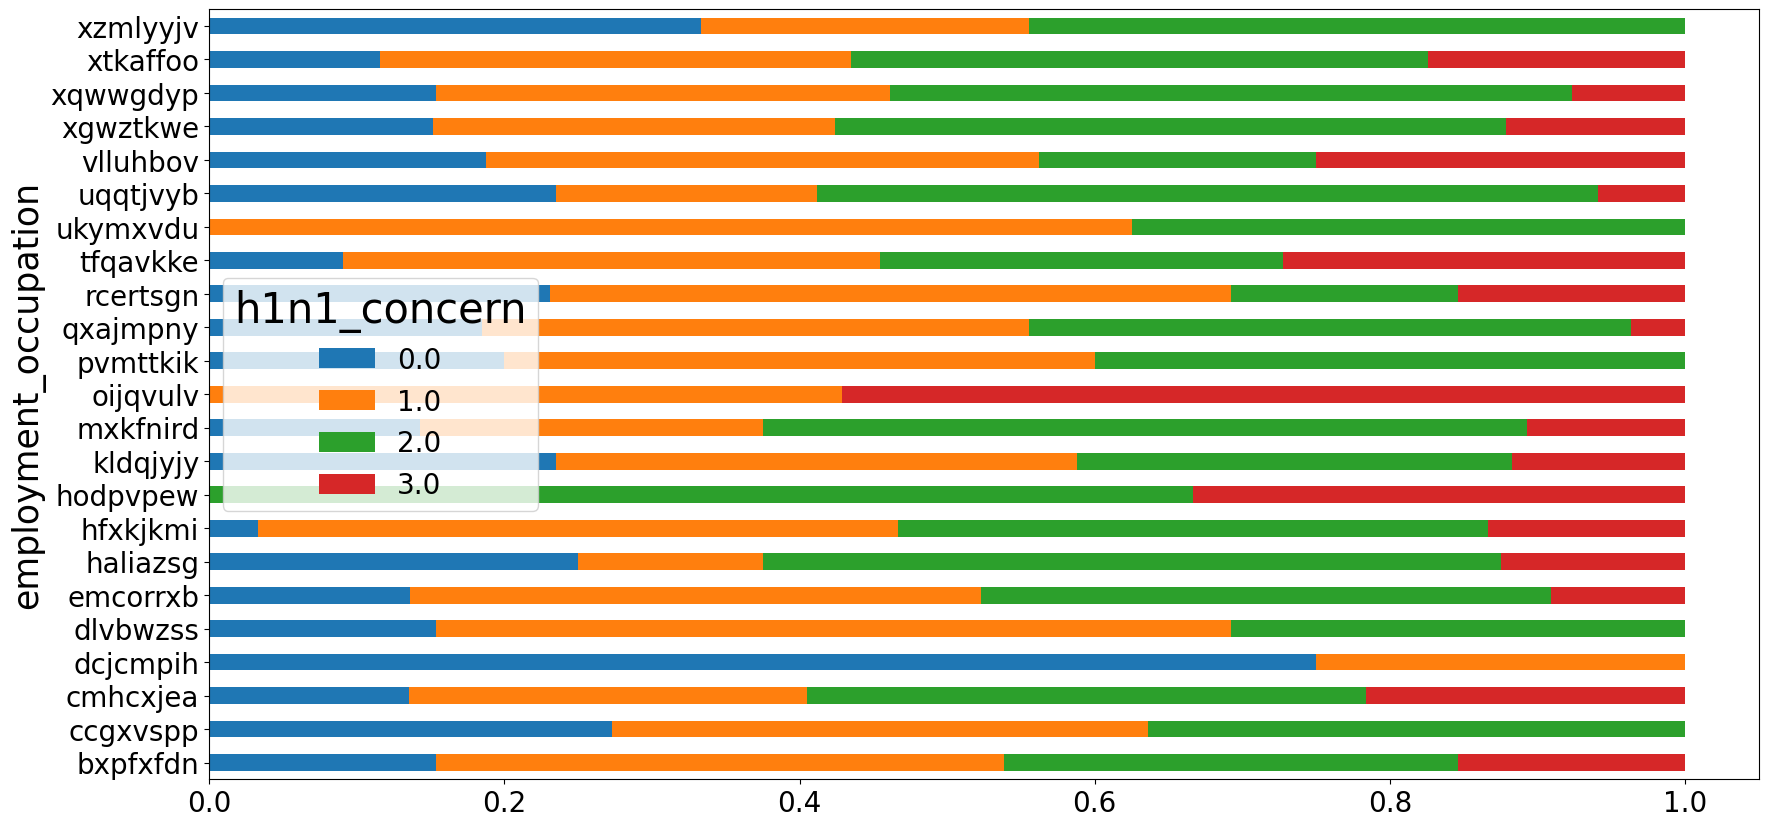 employment_occupation
xzmlyyjv
xtkaffoo
xqwwgdyp
xgwztkwe
vlluhbov
uqqtjvyb
ukymxvdu
tfqavkke
rcertsgn
qxajmpny
pvmttkik
oijqvulv
mxkfnird
kldqjyjy
hodpvpew
hfxkjkmi
haliazsg
emcorrxb
dlvbwzss
dcjcmpih
cmhcxjea
ccgxvspp
bxpfxfdn
h1n1_concern
0.0
1.0
2.0
3.0
0.0 0.2 0.4 0.6 0.8 1.0